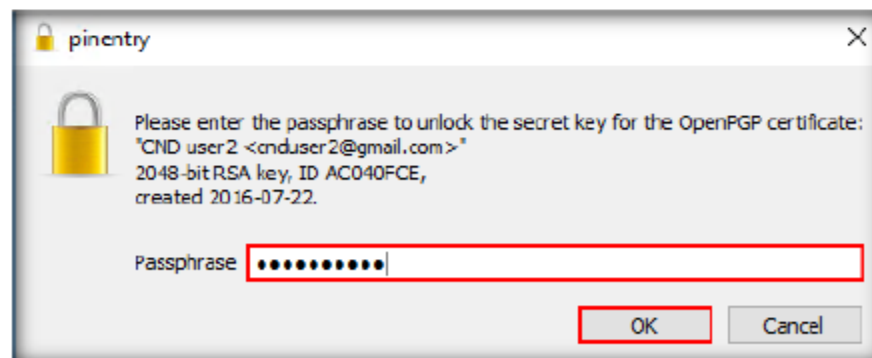 pinentry
Please enter the passphrase to unlock the secret key for the OpenPGP certificate:
"CND user2 <cnduser2@gmail.com>"
2048-bit RSA key, ID AC040FCE,
created 2016-07-22.
Passphrase ●●●●●●●●●●
OK Cancel